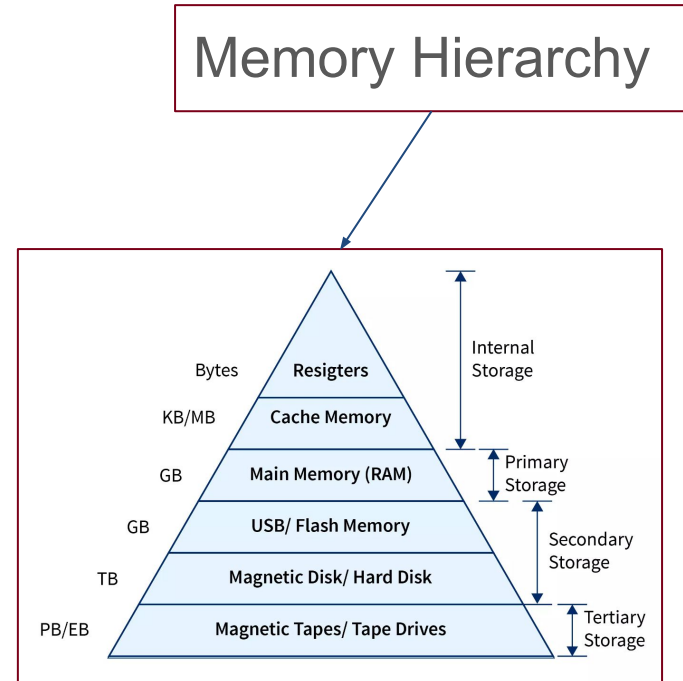 Memory Hierarchy
Internal
Storage
Bytes
Resigters
KB/MB
Cache Memory
GB
Main Memory (RAM)
Primary
Storage
GB
USB/ Flash Memory
Secondary
Storage
TB
Magnetic Disk/ Hard Disk
PB/EB
Magnetic Tapes/ Tape Drives
Tertiary
Storage